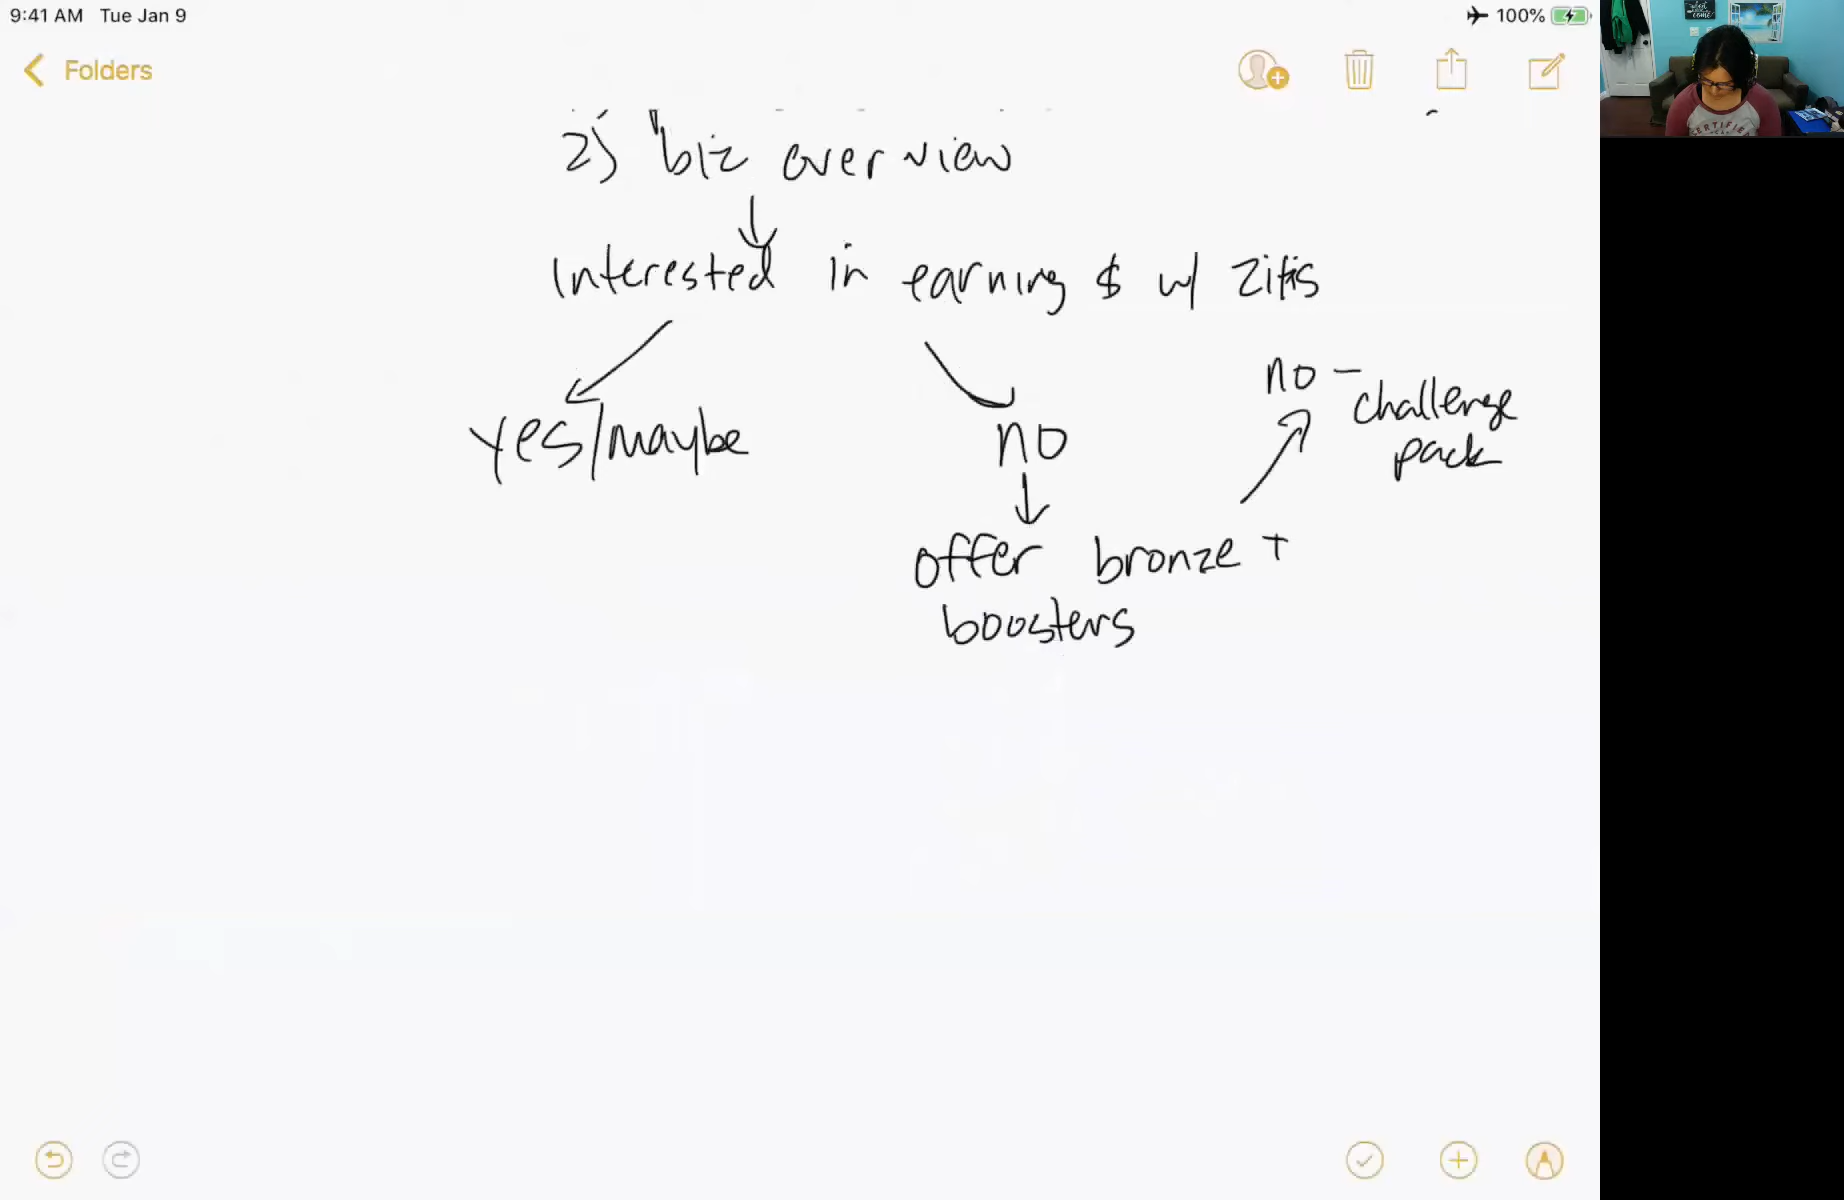 9:41 AM Tue Jan 9
100%
Folders
2) "biz overview
Interested in earning $ w/ Zifis
yes/maybe
no
no - challenge
pack
offer bronze +
boosters
CERTIFIED